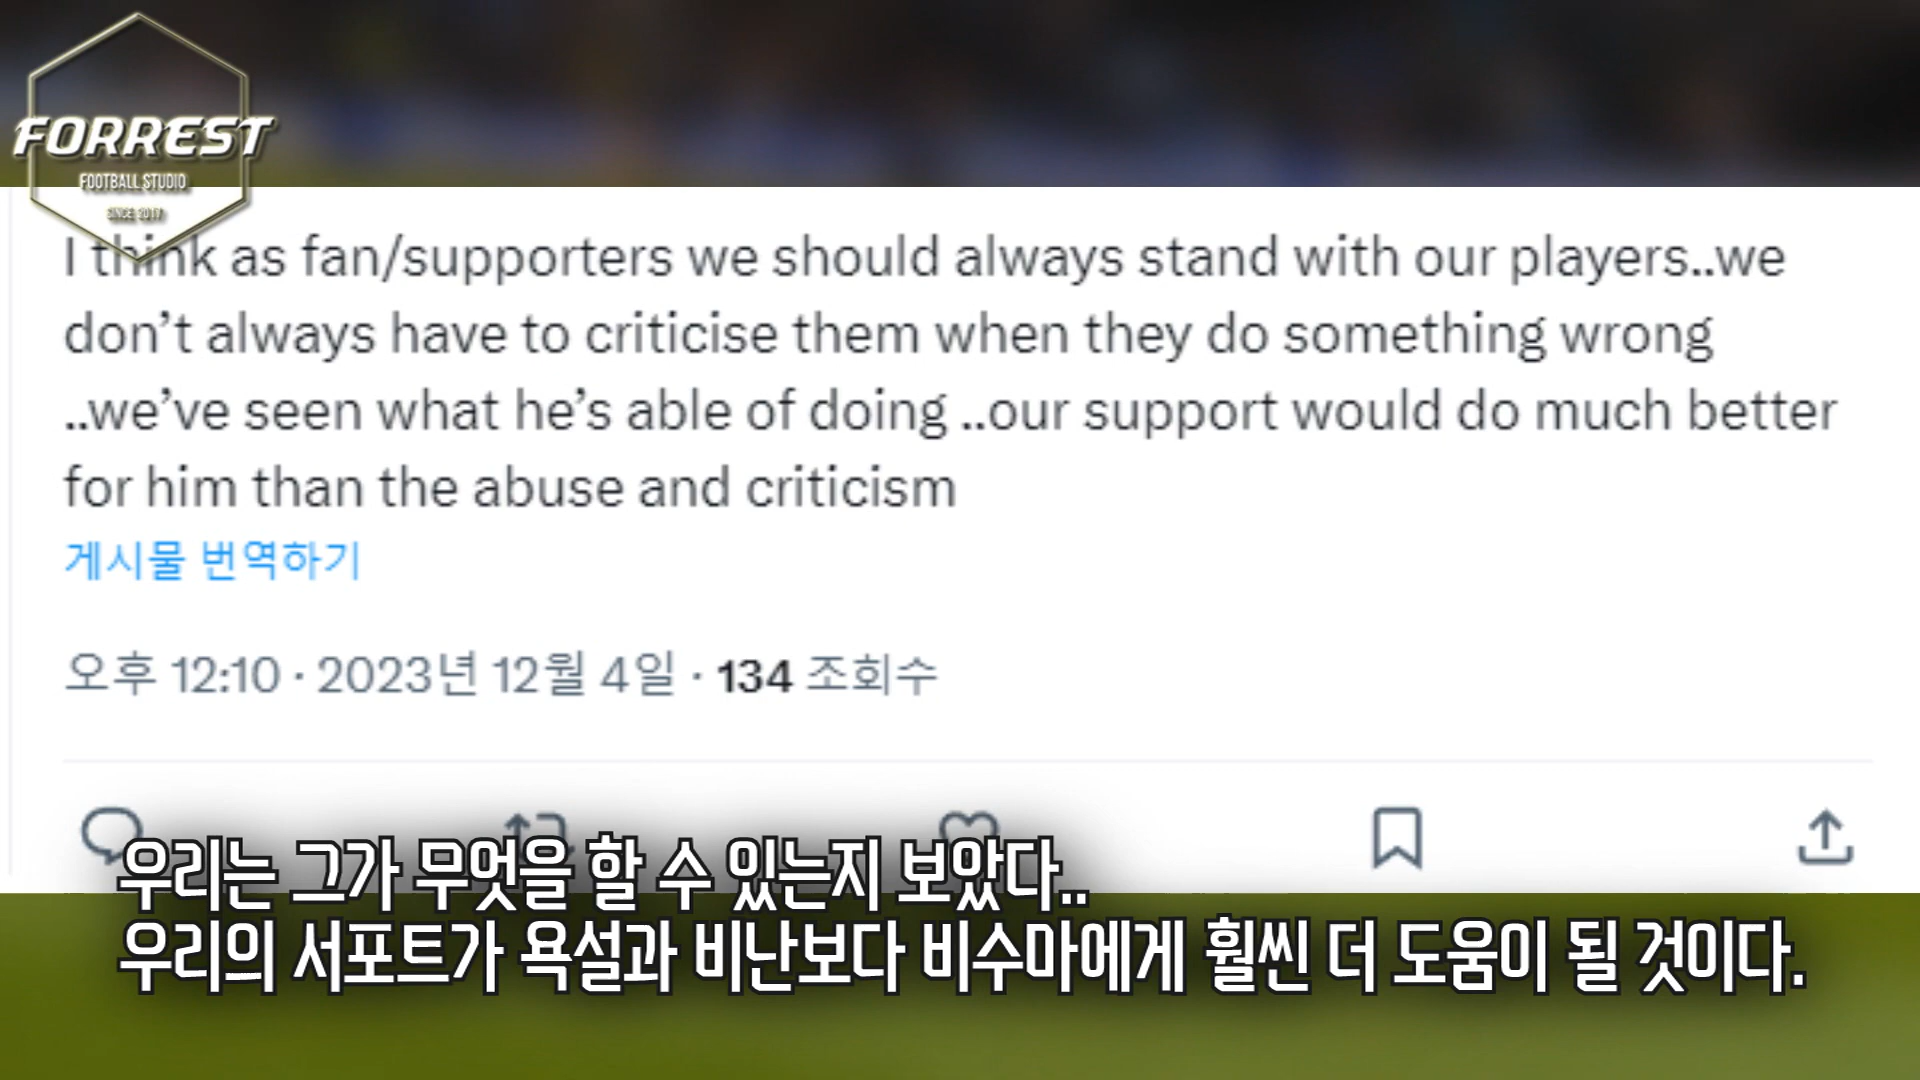 FORREST
FOOTBALL STUDIO
SINCE 2017
I think as fan/supporters we should always stand with our players..we
don’t always have to criticise them when they do something wrong
..we’ve seen what he’s able of doing ..our support would do much better
for him than the abuse and criticism
게시물 번역하기
오후 12:10 · 2023년 12월 4일 · 134 조회수
우리는 그가 무엇을 할 수 있는지 보았다..
우리의 서포트가 욕설과 비난보다 비수마에게 훨씬 더 도움이 될 것이다.